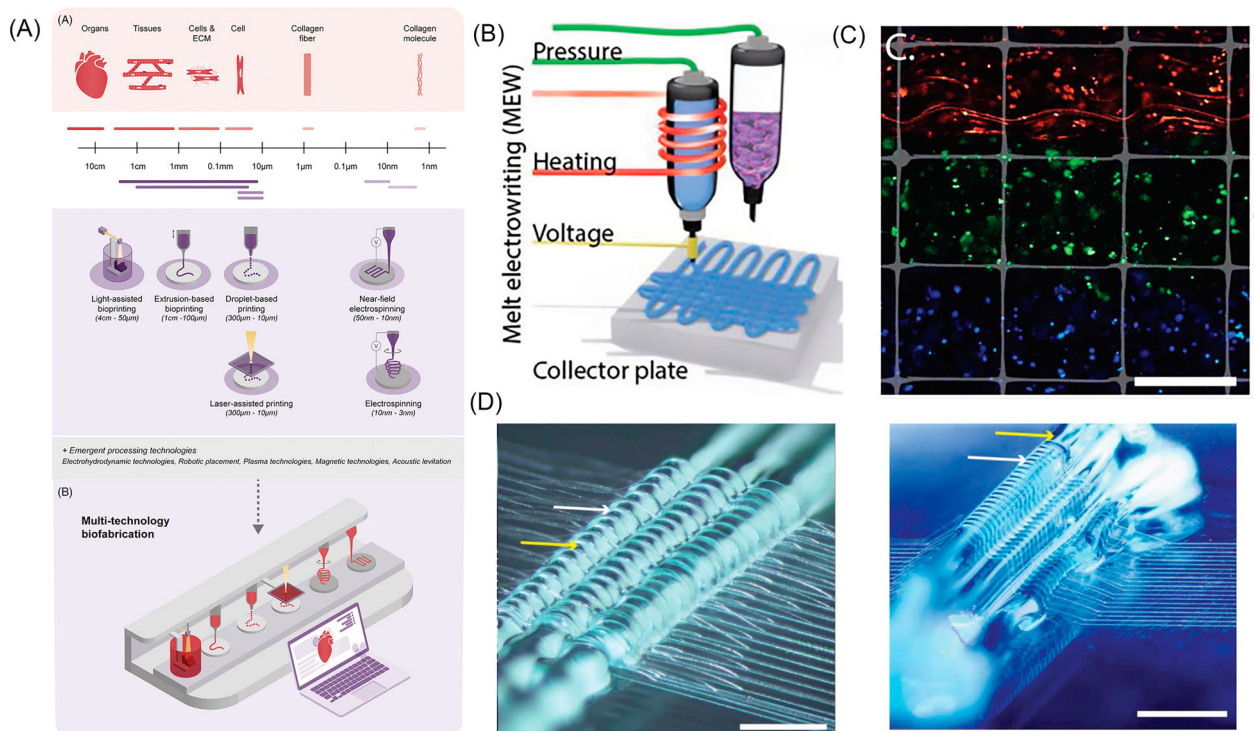 (A)
(A)
Organs
Tissues
Cells &
ECM
Cell
Collagen
fiber
Collagen
molecule
10cm
1cm
1mm
0.1mm
10µm
1µm
0.1µm
10nm
1nm
Light-assisted
bioprinting
(4cm - 50µm)
Extrusion-based
bioprinting
(1cm -100µm)
Droplet-based
printing
(300µm - 10µm)
V
Near-field
electrospinning
(50nm - 10nm)
Laser-assisted printing
(300µm - 10µm)
V
Electrospinning
(10nm - 3nm)
+ Emergent processing technologies
Electrohydrodynamic technologies, Robotic placement, Plasma technologies, Magnetic technologies, Acoustic levitation
(B)
Multi-technology
biofabrication
(B)
Melt electrowriting (MEW)
Pressure
Heating
Voltage
Collector plate
(C)
C.
(D)